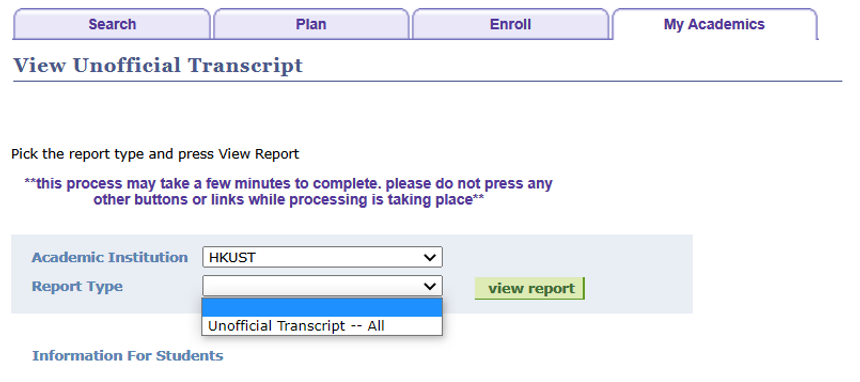 Search
Plan
Enroll
My Academics
View Unofficial Transcript
Pick the report type and press View Report
**this process may take a few minutes to complete. please do not press any
other buttons or links while processing is taking place**
Academic Institution
HKUST
Report Type
view report
Unofficial Transcript -- All
Information For Students